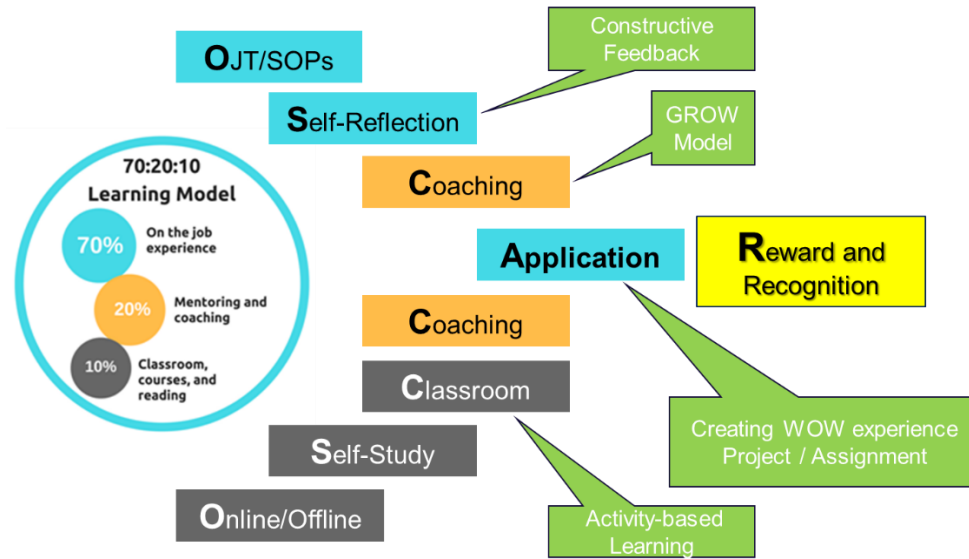 OJT/SOPs
Constructive
Feedback
Self-Reflection
GROW
Model
Coaching
70:20:10
Learning Model
70%
On the job
experience
20%
Mentoring and
coaching
10%
Classroom,
courses, and
reading
Application
Reward and
Recognition
Coaching
Classroom
Creating WOW experience
Project / Assignment
Self-Study
Online/Offline
Activity-based
Learning